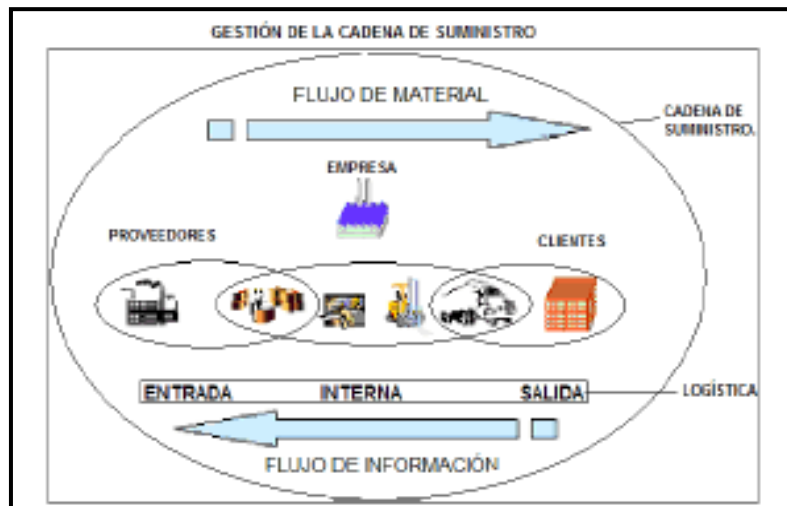 GESTIÓN DE LA CADENA DE SUMINISTRO
FLUJO DE MATERIAL
CADENA DE
SUMINISTRO.
EMPRESA
PROVEEDORES
CLIENTES
ENTRADA INTERNA SALIDA
LOGÍSTICA
FLUJO DE INFORMACIÓN